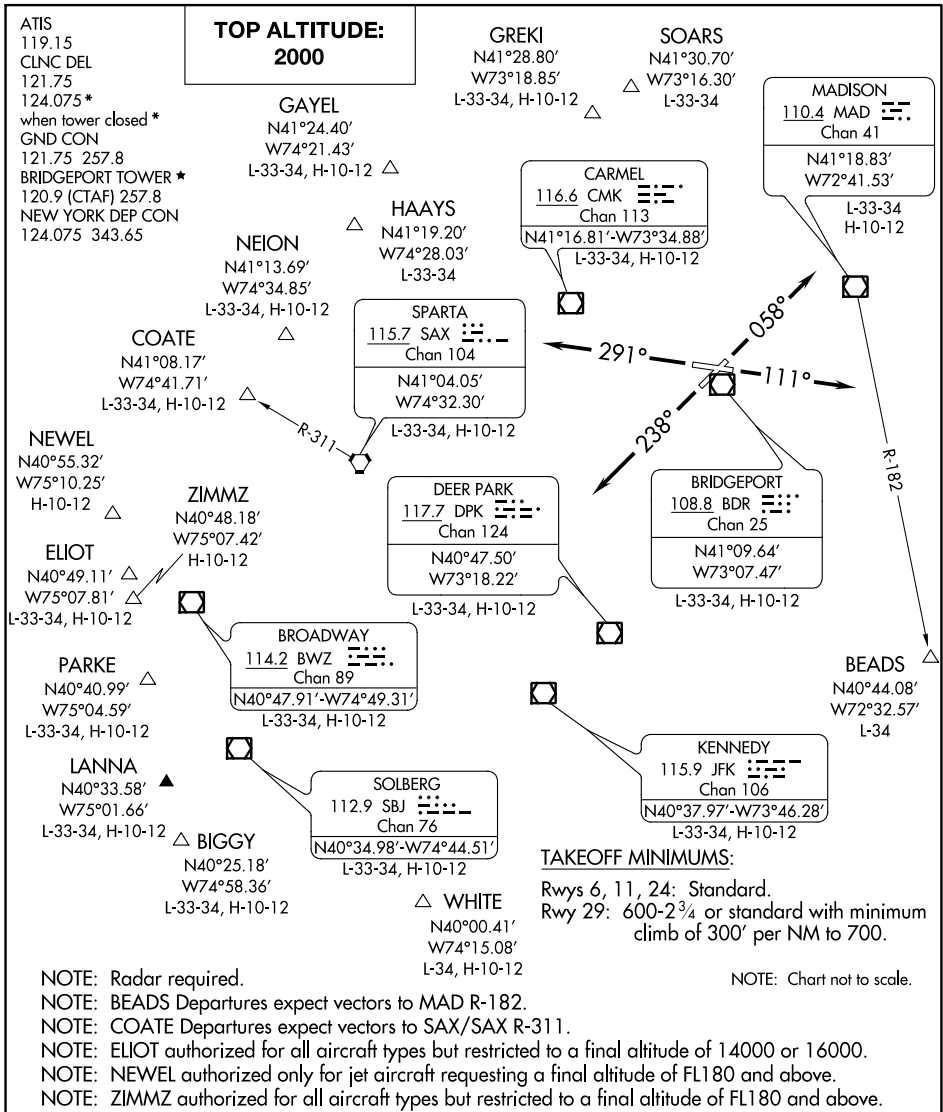 ATIS
119.15
CLNC DEL
121.75
124.075 *
when tower closed *
GND CON
121.75 257.8
BRIDGEPORT TOWER ★
120.9 (CTAF) 257.8
NEW YORK DEP CON
124.075 343.65
TOP ALTITUDE:
2000
GREKI
N41°28.80′
W73°18.85′
L-33-34, H-10-12
SOARS
N41°30.70′
W73°16.30′
L-33-34
MADISON
110.4 MAD
Chan 41
N41°18.83′
W72°41.53′
L-33-34
H-10-12
GAYEL
N41°24.40′
W74°21.43′
L-33-34, H-10-12
CARMEL
116.6 CMK
Chan 113
N41°16.81′-W73°34.88′
L-33-34, H-10-12
HAAYS
N41°19.20′
W74°28.03′
L-33-34
NEION
N41°13.69′
W74°34.85′
L-33-34, H-10-12
SPARTA
115.7 SAX
Chan 104
N41°04.05′
W74°32.30′
L-33-34, H-10-12
COATE
N41°08.17′
W74°41.71′
L-33-34, H-10-12
R-311
291°
058°
111°
238°
R-182
NEWEL
N40°55.32′
W75°10.25′
H-10-12
ZIMMZ
N40°48.18′
W75°07.42′
H-10-12
DEER PARK
117.7 DPK
Chan 124
N40°47.50′
W73°18.22′
L-33-34, H-10-12
BRIDGEPORT
108.8 BDR
Chan 25
N41°09.64′
W73°07.47′
L-33-34, H-10-12
ELIOT
N40°49.11′
W75°07.81′
L-33-34, H-10-12
BROADWAY
114.2 BWZ
Chan 89
N40°47.91′-W74°49.31′
L-33-34, H-10-12
BEADS
N40°44.08′
W72°32.57′
L-34
PARKE
N40°40.99′
W75°04.59′
L-33-34, H-10-12
KENNEDY
115.9 JFK
Chan 106
N40°37.97′-W73°46.28′
L-33-34, H-10-12
LANNA
N40°33.58′
W75°01.66′
L-33-34, H-10-12
SOLBERG
112.9 SBJ
Chan 76
N40°34.98′-W74°44.51′
L-33-34, H-10-12
BIGGY
N40°25.18′
W74°58.36′
L-33-34, H-10-12
WHITE
N40°00.41′
W74°15.08′
L-34, H-10-12
TAKEOFF MINIMUMS:
Rwys 6, 11, 24: Standard.
Rwy 29: 600-2¾ or standard with minimum
climb of 300′ per NM to 700.
NOTE: Radar required.
NOTE: Chart not to scale.
NOTE: BEADS Departures expect vectors to MAD R-182.
NOTE: COATE Departures expect vectors to SAX/SAX R-311.
NOTE: ELIOT authorized for all aircraft types but restricted to a final altitude of 14000 or 16000.
NOTE: NEWEL authorized only for jet aircraft requesting a final altitude of FL180 and above.
NOTE: ZIMMZ authorized for all aircraft types but restricted to a final altitude of FL180 and above.